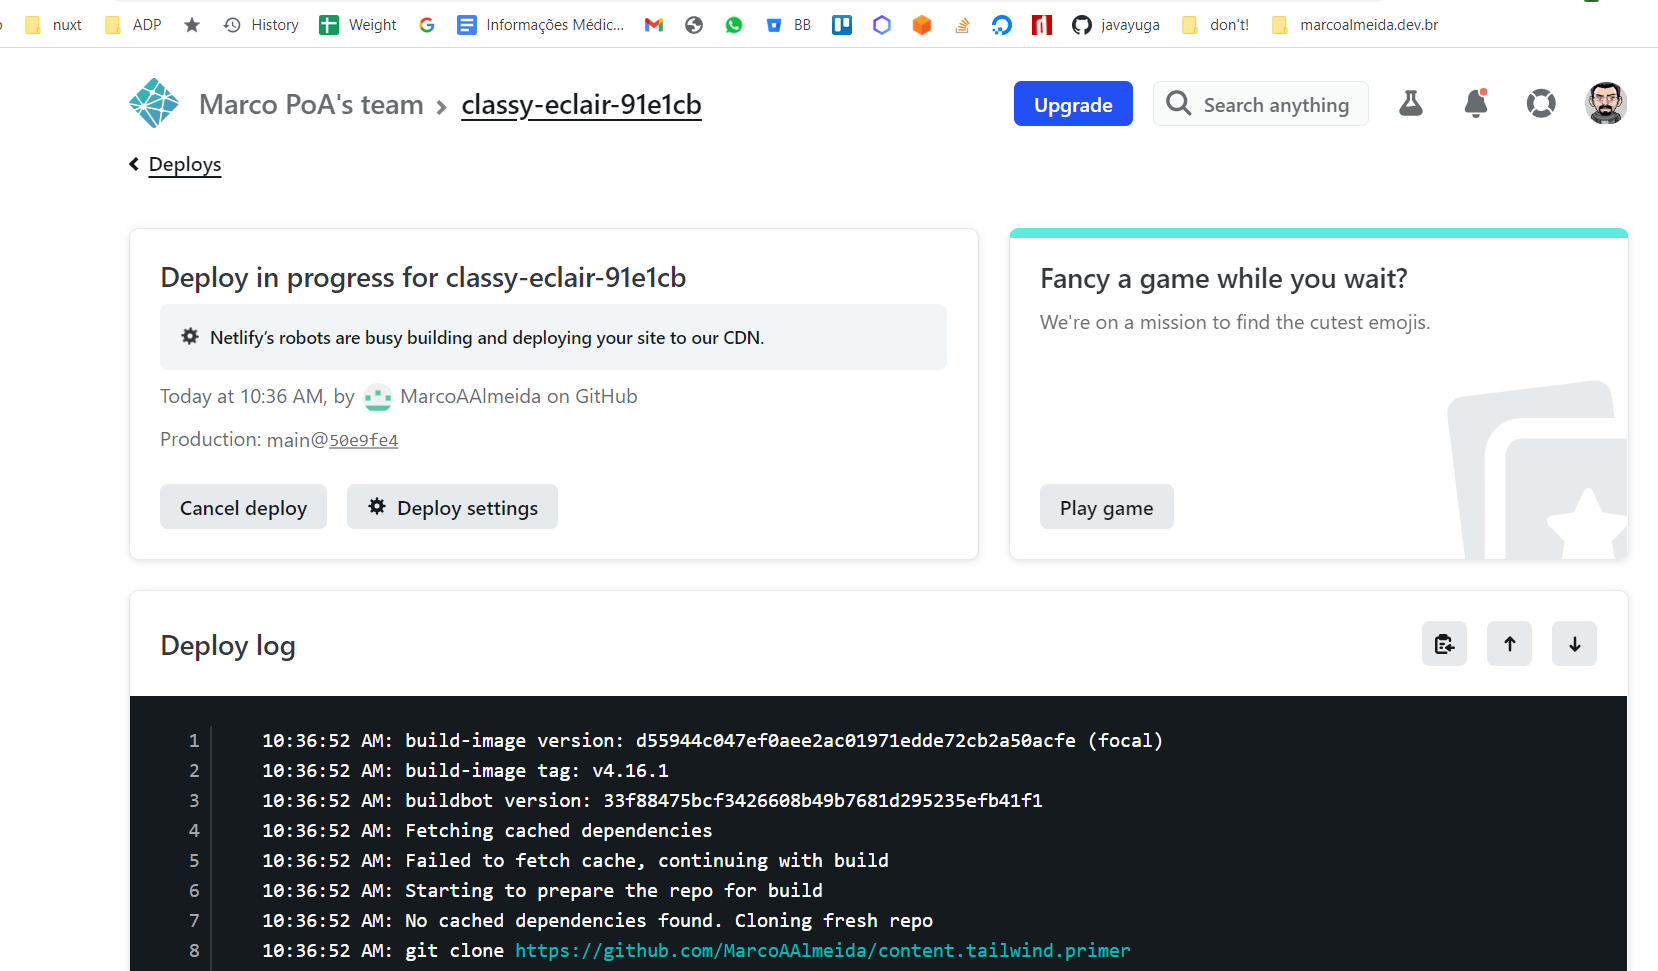 nuxt ADP History Weight Informações Médic... BB javayuga don't! marcoalmeida.dev.br
Marco PoA's team > classy-eclair-91e1cb
Upgrade
Search anything
Deploys
Deploy in progress for classy-eclair-91e1cb
Netlify’s robots are busy building and deploying your site to our CDN.
Today at 10:36 AM, by MarcoAAlmeida on GitHub
Production: main@50e9fe4
Cancel deploy
Deploy settings
Fancy a game while you wait?
We're on a mission to find the cutest emojis.
Play game
Deploy log
1 10:36:52 AM: build-image version: d55944c047ef0aee2ac01971edde72cb2a50acfe (focal)
2 10:36:52 AM: build-image tag: v4.16.1
3 10:36:52 AM: buildbot version: 33f88475bcf3426608b49b7681d295235efb41f1
4 10:36:52 AM: Fetching cached dependencies
5 10:36:52 AM: Failed to fetch cache, continuing with build
6 10:36:52 AM: Starting to prepare the repo for build
7 10:36:52 AM: No cached dependencies found. Cloning fresh repo
8 10:36:52 AM: git clone https://github.com/MarcoAAlmeida/content.tailwind.primer